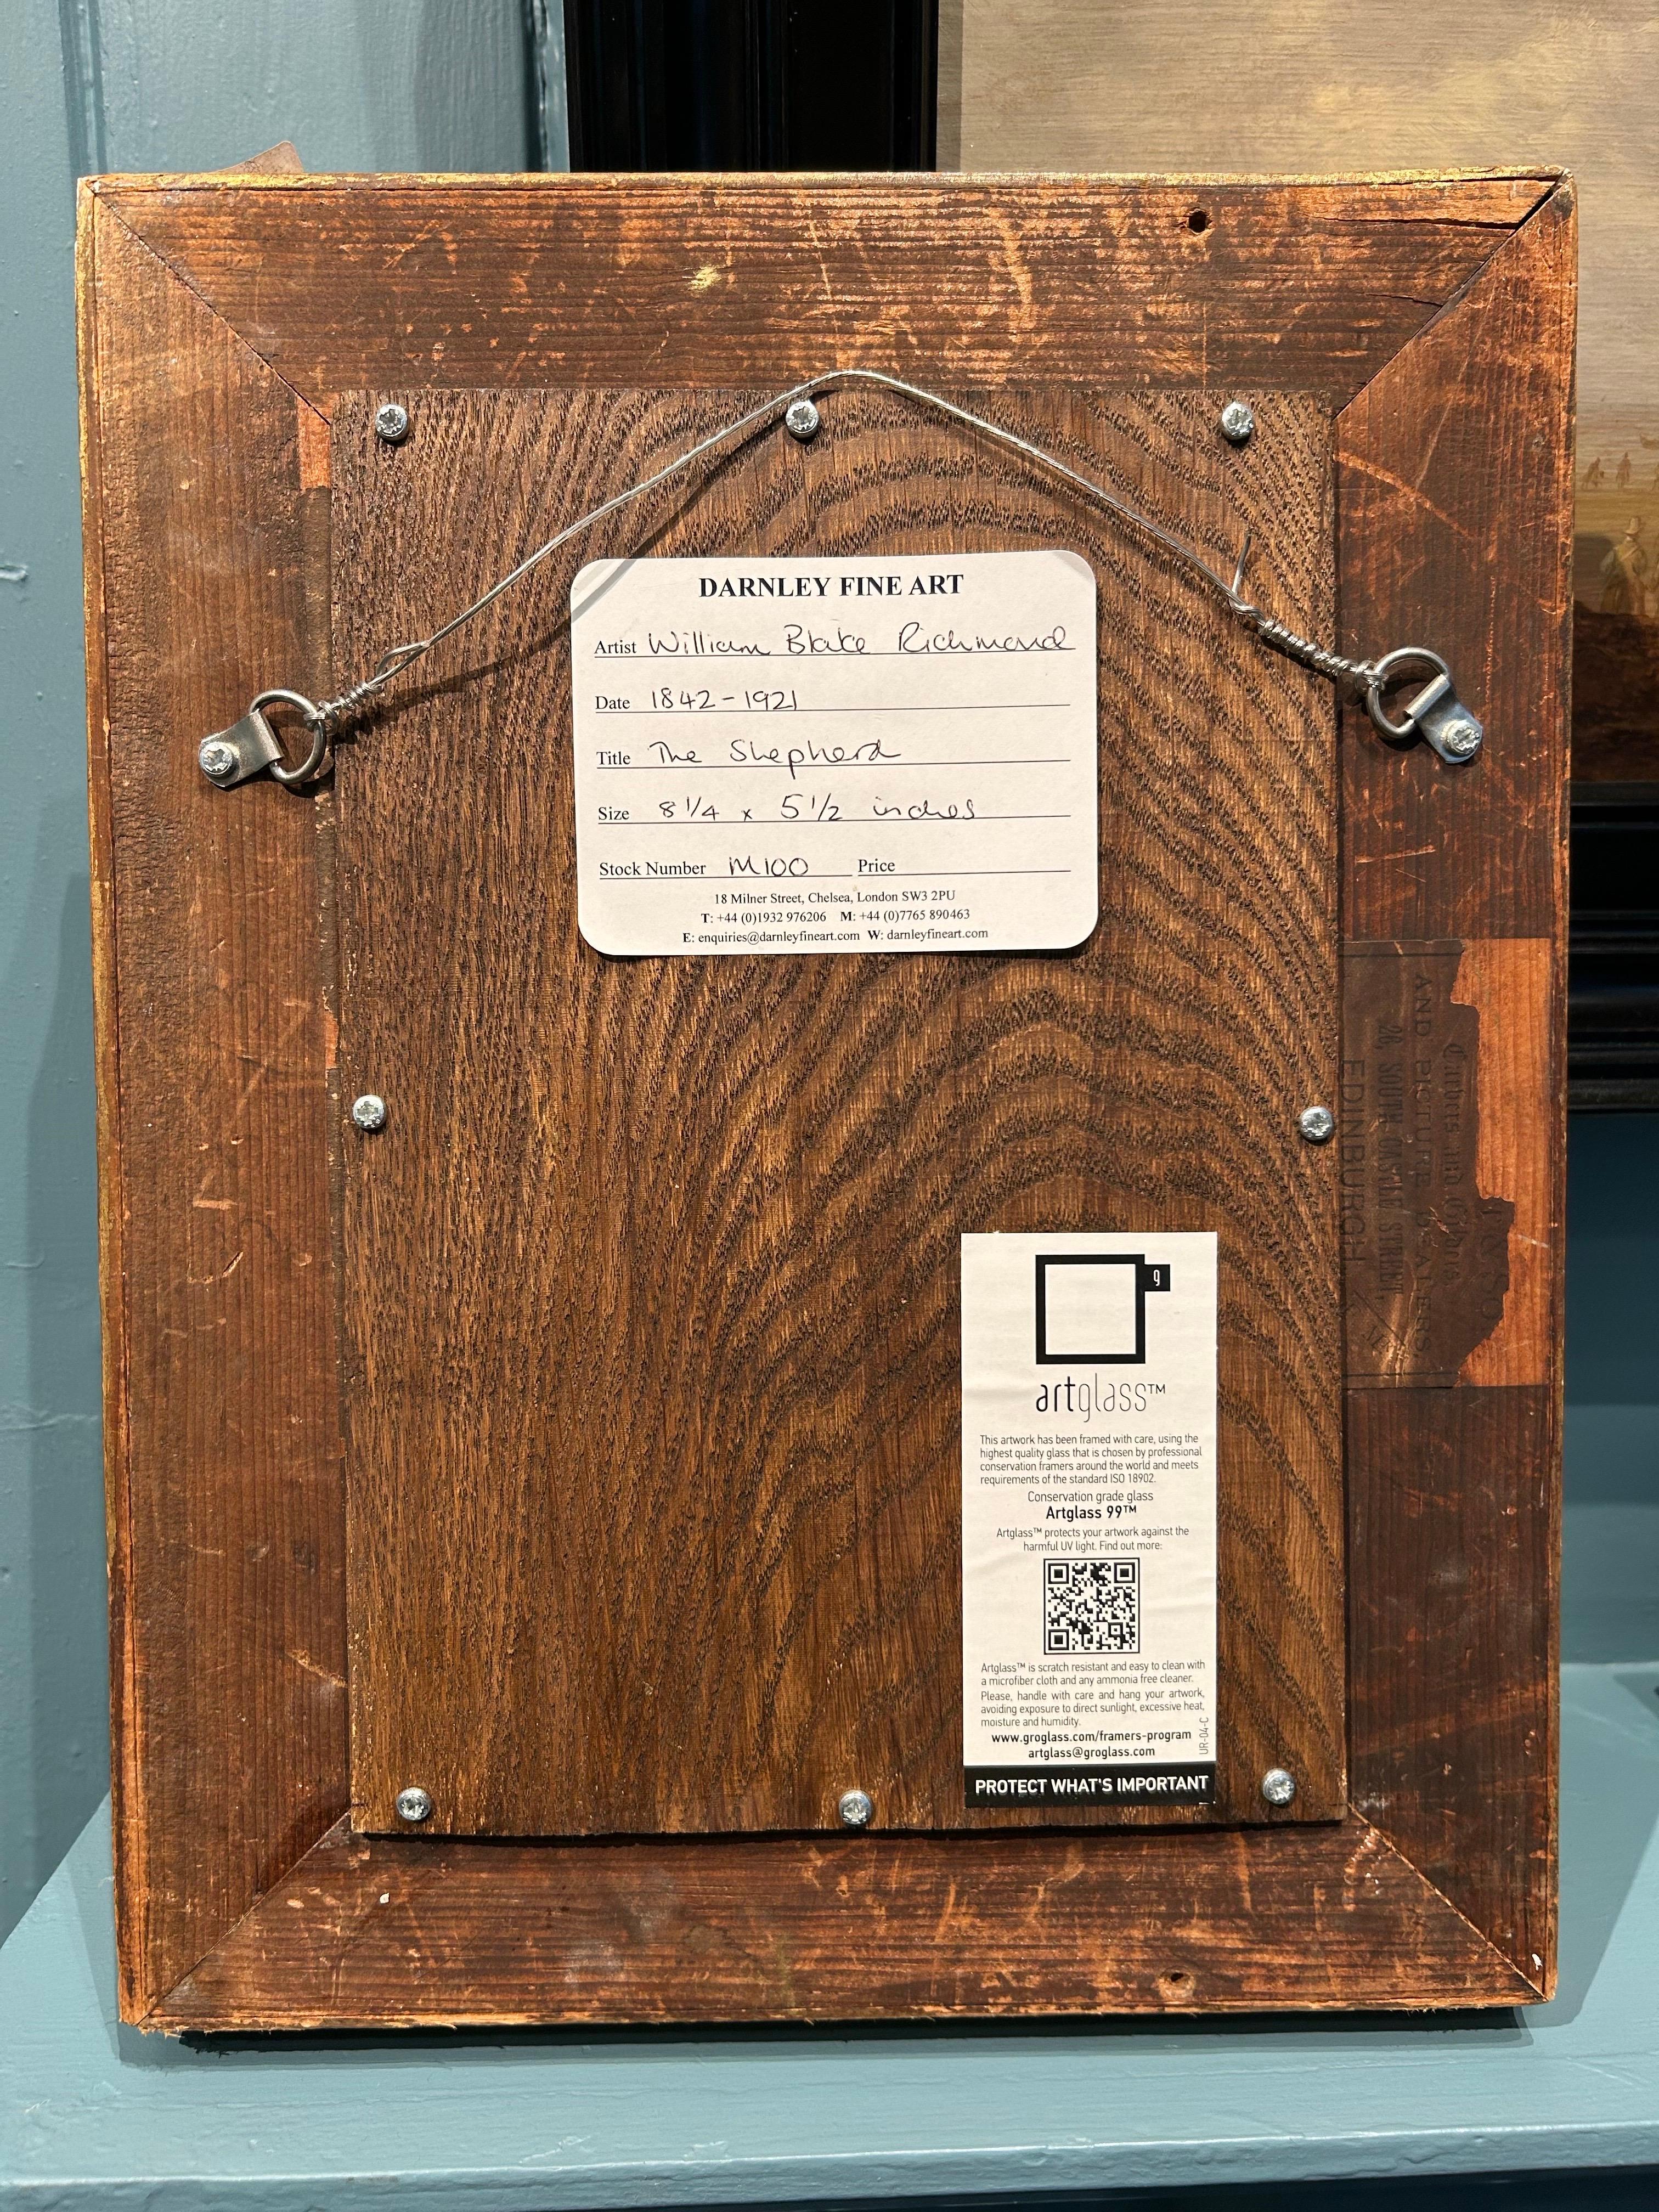 DARNLEY FINE ART
Artist William Blake Richmond
Date 1842 - 1921
Title The Shepherd
Size 8 1/4 x 5 1/2 inches
Stock Number M100 Price
18 Milner Street, Chelsea, London SW3 2PU
T: +44 (0)1932 976206 M: +44 (0)7765 890463
E: enquiries@darnleyfineart.com W: darnleyfineart.com
Carvers and Gilders
AND PICTURE DEALERS
28, SOUTH CASTLE STREET,
EDINBURGH
g
artglass™
This artwork has been framed with care, using the
highest quality glass that is chosen by professional
conservation framers around the world and meets
requirements of the standard ISO 18902.
Conservation grade glass
Artglass 99™
Artglass™ protects your artwork against the
harmful UV light. Find out more:
Artglass™ is scratch resistant and easy to clean with
a microfiber cloth and any ammonia free cleaner.
Please, handle with care and hang your artwork,
avoiding exposure to direct sunlight, excessive heat,
moisture and humidity.
www.groglass.com/framers-program
artglass@groglass.com
UR-04-C
PROTECT WHAT'S IMPORTANT